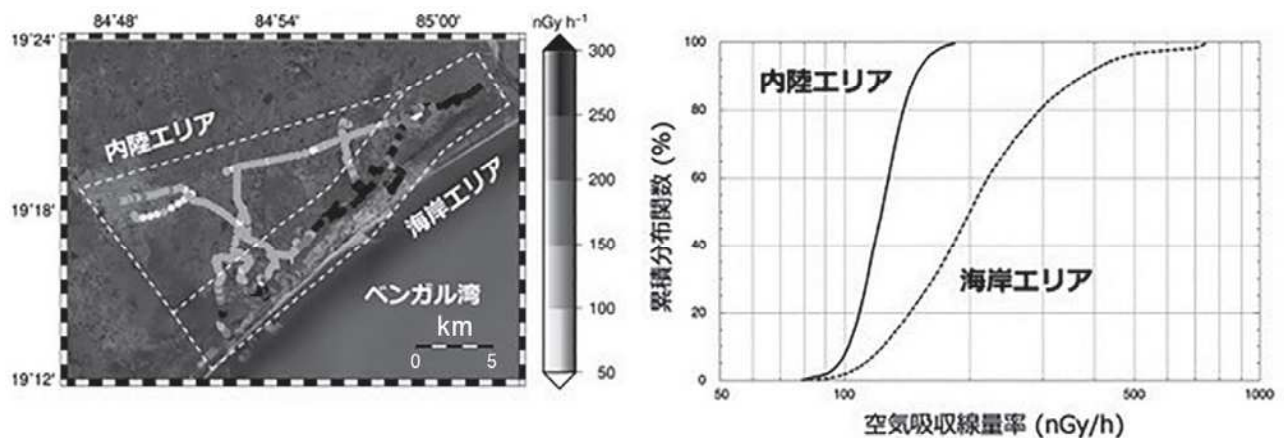 84˚48'
84˚54'
85˚00'
nGy h⁻¹
19˚24'
19˚18'
19˚12'
内陸エリア
海岸エリア
ベンガル湾
km
0 5
300
250
200
150
100
50
100
80
60
40
20
0
累積分布関数 (%)
内陸エリア
海岸エリア
50 100 500 1000
空気吸収線量率 (nGy/h)